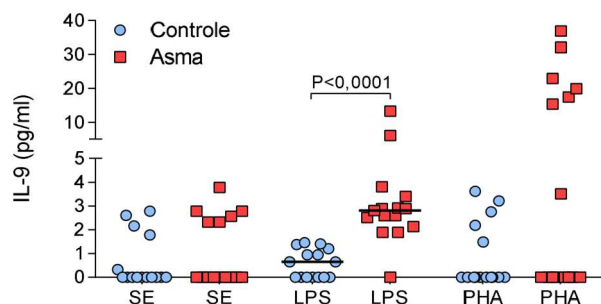 40
30
20
10
5
4
3
2
1
0
IL-9 (pg/ml)
Controle
Asma
P<0,0001
SE SE LPS LPS PHA PHA